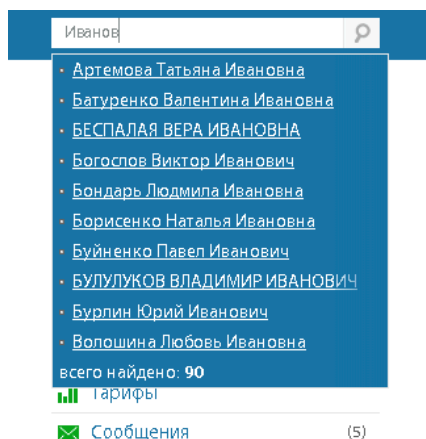 Иванов
Артемова Татьяна Ивановна
Батуренко Валентина Ивановна
БЕСПАЛАЯ ВЕРА ИВАНОВНА
Богослов Виктор Иванович
Бондарь Людмила Ивановна
Борисенко Наталья Ивановна
Буйненко Павел Иванович
БУЛУЛУКОВ ВЛАДИМИР ИВАНОВИЧ
Бурлин Юрий Иванович
Волошина Любовь Ивановна
всего найдено: 90
Тарифы
Сообщения (5)